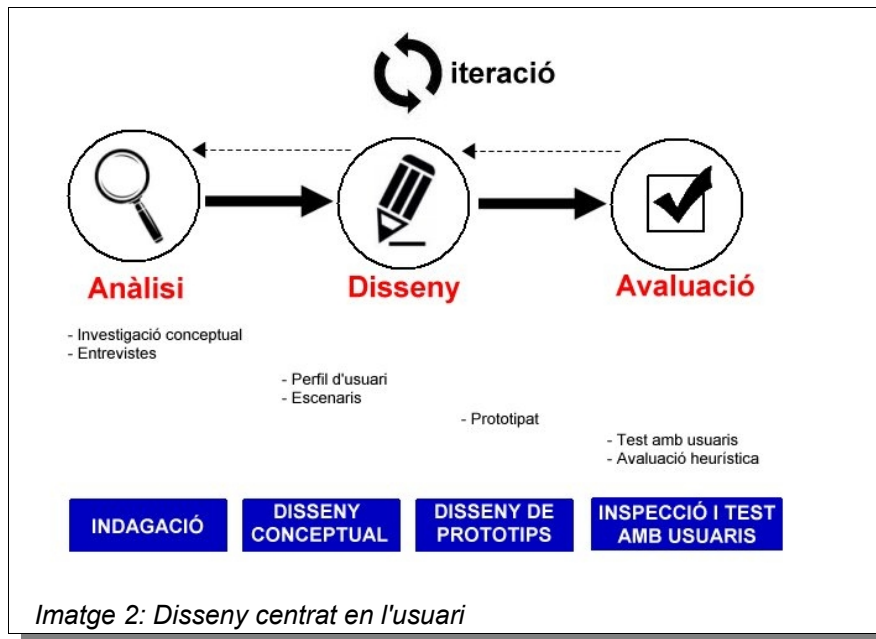 iteració
Anàlisi
Disseny
Avaluació
- Investigació conceptual
- Entrevistes
- Perfil d'usuari
- Escenaris
- Prototipat
- Test amb usuaris
- Avaluació heurística
INDAGACIÓ
DISSENY
CONCEPTUAL
DISSENY DE
PROTOTIPS
INSPECCIÓ I TEST
AMB USUARIS
Imatge 2: Disseny centrat en l'usuari